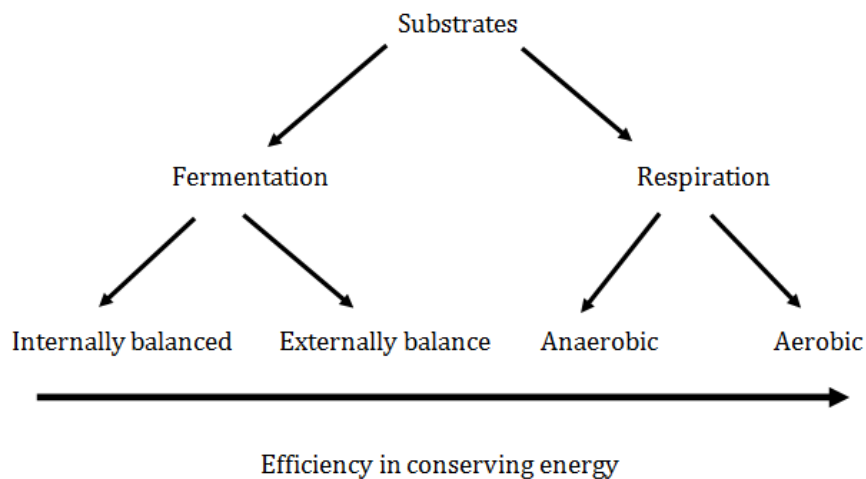 Substrates
Fermentation
Respiration
Internally balanced
Externally balance
Anaerobic
Aerobic
Efficiency in conserving energy